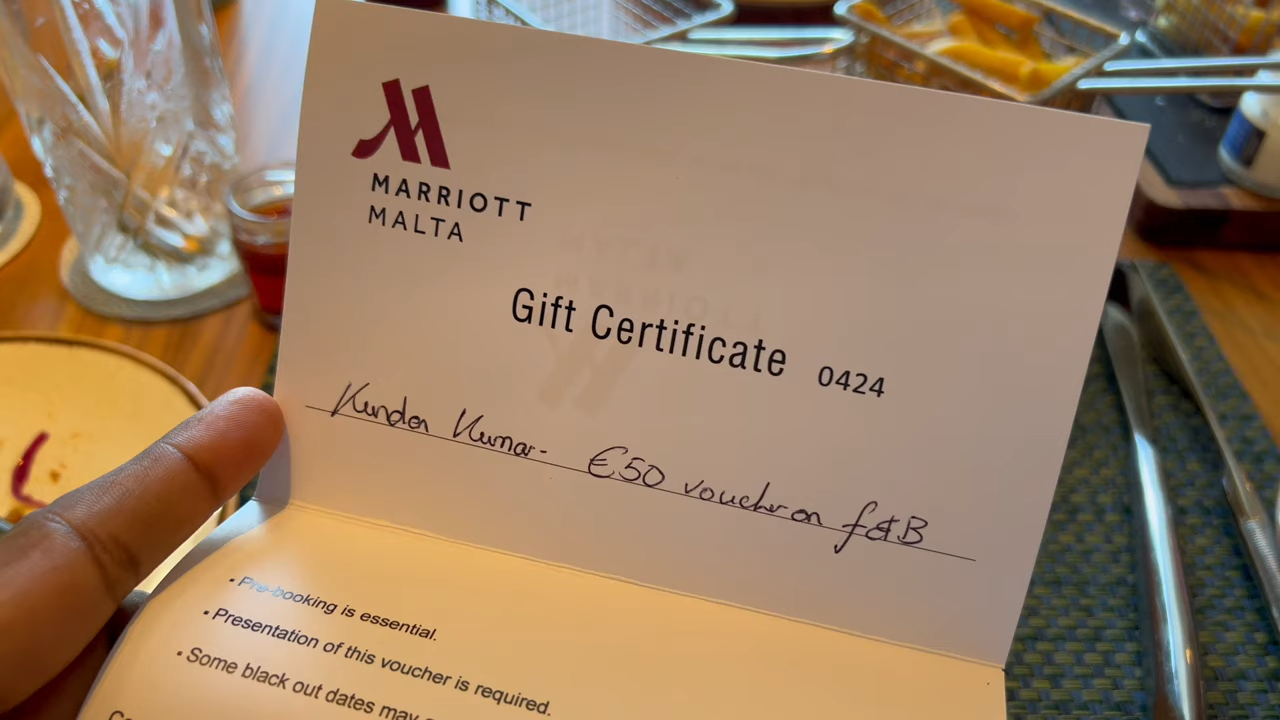 MARRIOTT
MALTA
Gift Certificate 0424
Kundan Kumar- €50 voucher on f&B
• Pre-booking is essential.
• Presentation of this voucher is required.
• Some black out dates may